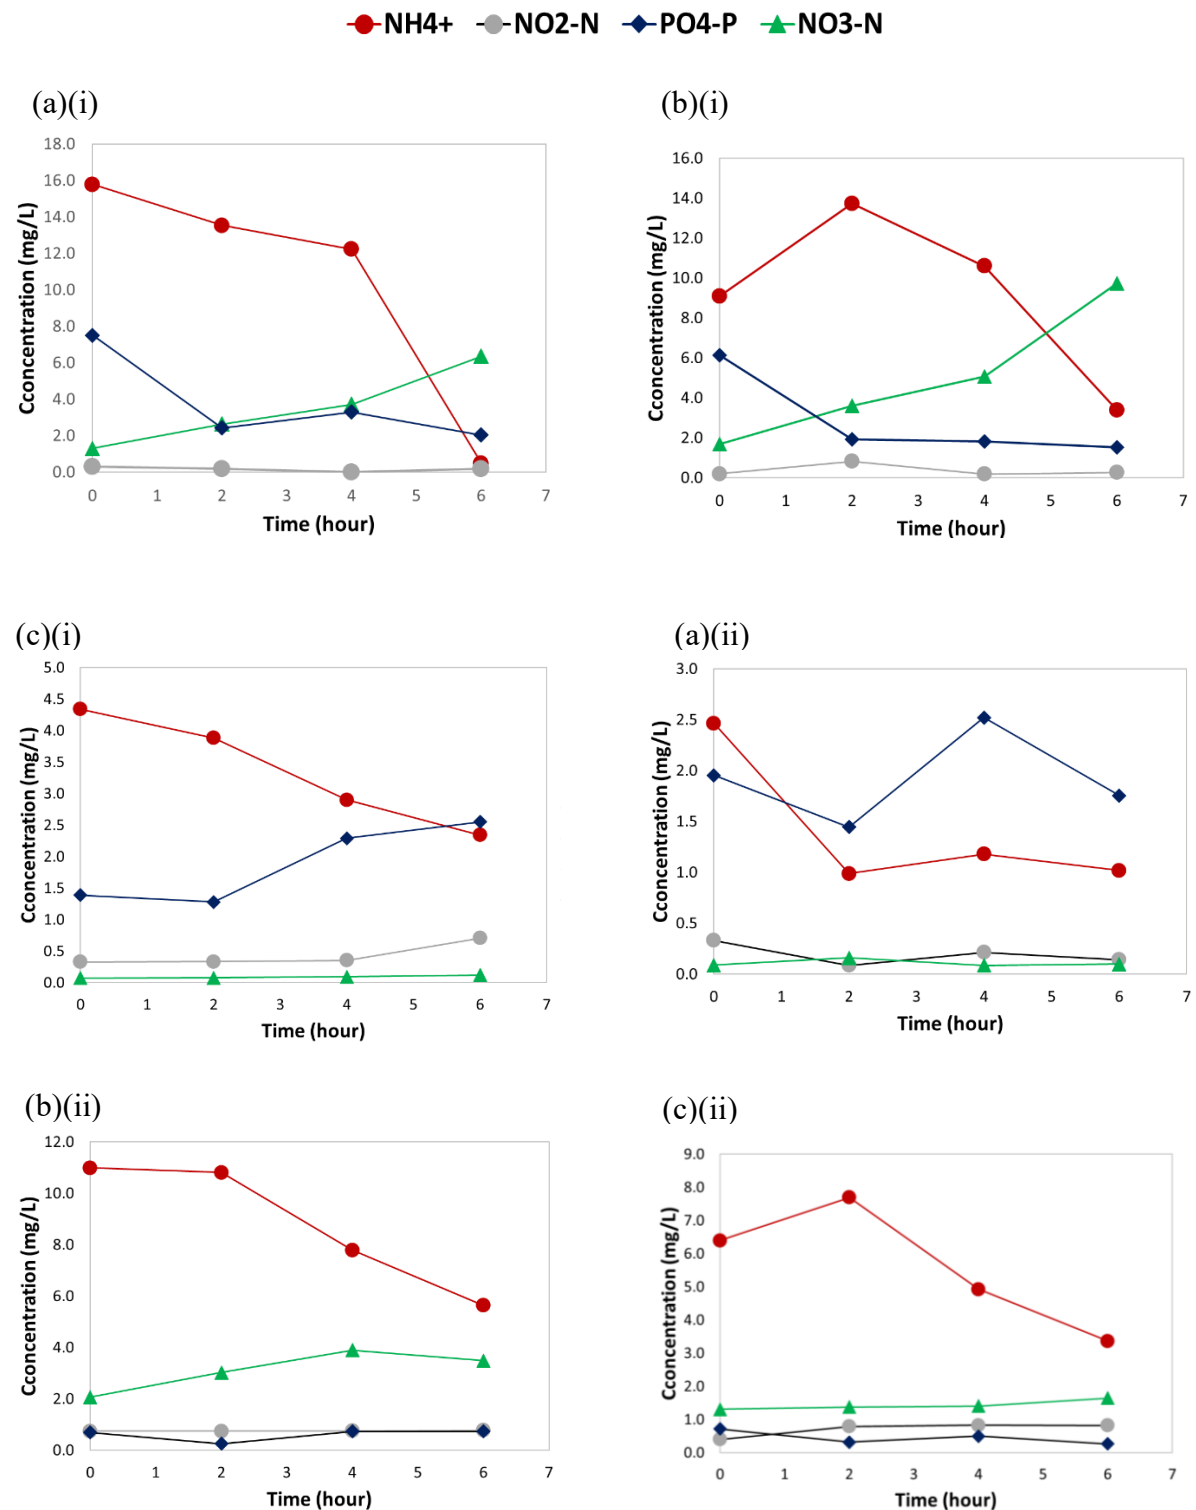 NH4+ NO2-N PO4-P NO3-N
(a)(i)
18.0
16.0
14.0
12.0
10.0
8.0
6.0
4.0
2.0
0.0
Cconcentration (mg/L)
0 1 2 3 4 5 6 7
Time (hour)
(b)(i)
16.0
14.0
12.0
10.0
8.0
6.0
4.0
2.0
0.0
Cconcentration (mg/L)
0 1 2 3 4 5 6 7
Time (hour)
(c)(i)
5.0
4.5
4.0
3.5
3.0
2.5
2.0
1.5
1.0
0.5
0.0
Cconcentration (mg/L)
0 1 2 3 4 5 6 7
Time (hour)
(a)(ii)
3.0
2.5
2.0
1.5
1.0
0.5
0.0
Cconcentration (mg/L)
0 1 2 3 4 5 6 7
Time (hour)
(b)(ii)
12.0
10.0
8.0
6.0
4.0
2.0
0.0
Cconcentration (mg/L)
0 1 2 3 4 5 6 7
Time (hour)
(c)(ii)
9.0
8.0
7.0
6.0
5.0
4.0
3.0
2.0
1.0
0.0
Cconcentration (mg/L)
0 1 2 3 4 5 6 7
Time (hour)